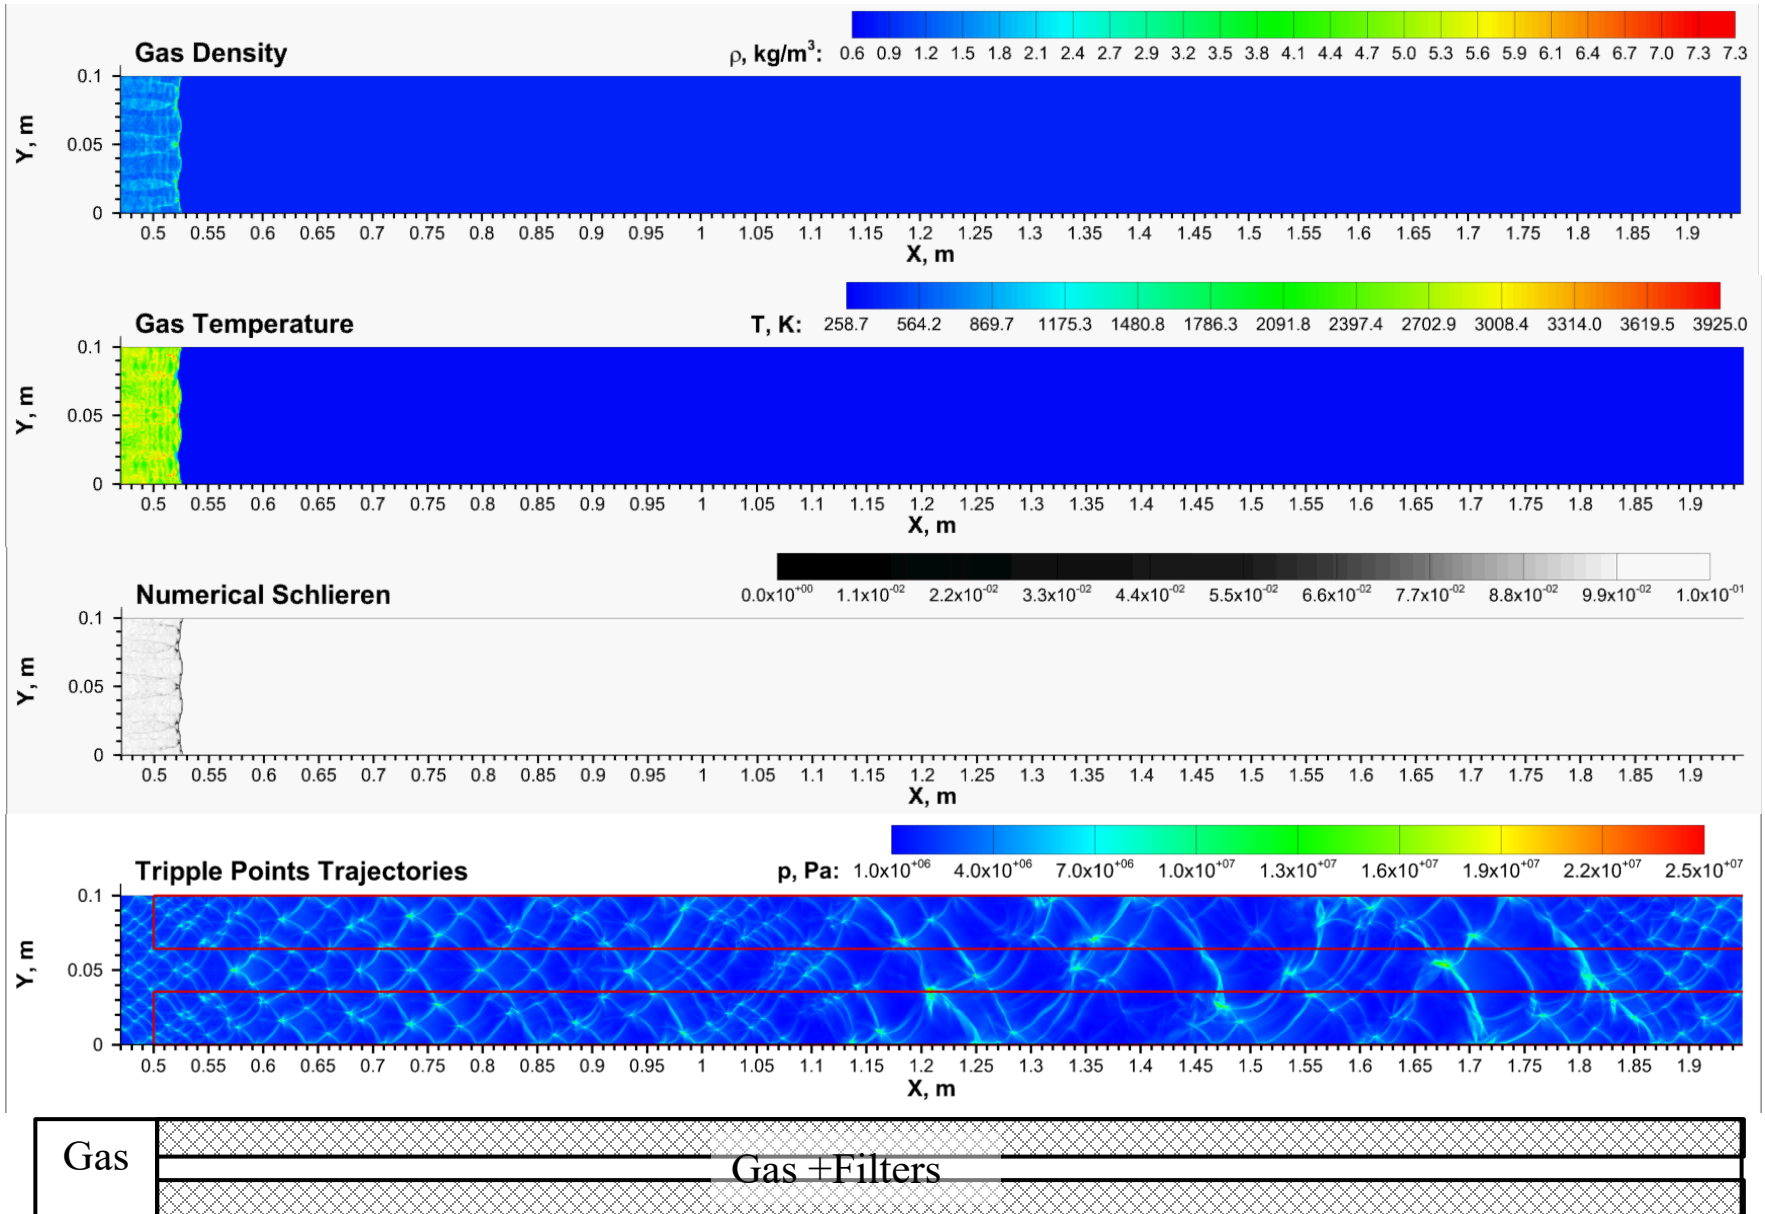 Gas Density
ρ, kg/m³: 0.6 0.9 1.2 1.5 1.8 2.1 2.4 2.7 2.9 3.2 3.5 3.8 4.1 4.4 4.7 5.0 5.3 5.6 5.9 6.1 6.4 6.7 7.0 7.3 7.3
Y, m
0.1
0.05
0
0.5 0.55 0.6 0.65 0.7 0.75 0.8 0.85 0.9 0.95 1 1.05 1.1 1.15 1.2 1.25 1.3 1.35 1.4 1.45 1.5 1.55 1.6 1.65 1.7 1.75 1.8 1.85 1.9
X, m
Gas Temperature
T, K: 258.7 564.2 869.7 1175.3 1480.8 1786.3 2091.8 2397.4 2702.9 3008.4 3314.0 3619.5 3925.0
Y, m
0.1
0.05
0
0.5 0.55 0.6 0.65 0.7 0.75 0.8 0.85 0.9 0.95 1 1.05 1.1 1.15 1.2 1.25 1.3 1.35 1.4 1.45 1.5 1.55 1.6 1.65 1.7 1.75 1.8 1.85 1.9
X, m
Numerical Schlieren
0.0x10⁺⁰⁰ 1.1x10⁻⁰² 2.2x10⁻⁰² 3.3x10⁻⁰² 4.4x10⁻⁰² 5.5x10⁻⁰² 6.6x10⁻⁰² 7.7x10⁻⁰² 8.8x10⁻⁰² 9.9x10⁻⁰² 1.0x10⁻⁰¹
Y, m
0.1
0.05
0
0.5 0.55 0.6 0.65 0.7 0.75 0.8 0.85 0.9 0.95 1 1.05 1.1 1.15 1.2 1.25 1.3 1.35 1.4 1.45 1.5 1.55 1.6 1.65 1.7 1.75 1.8 1.85 1.9
X, m
Tripple Points Trajectories
p, Pa: 1.0x10⁺⁰⁶ 4.0x10⁺⁰⁶ 7.0x10⁺⁰⁶ 1.0x10⁺⁰⁷ 1.3x10⁺⁰⁷ 1.6x10⁺⁰⁷ 1.9x10⁺⁰⁷ 2.2x10⁺⁰⁷ 2.5x10⁺⁰⁷
Y, m
0.1
0.05
0
0.5 0.55 0.6 0.65 0.7 0.75 0.8 0.85 0.9 0.95 1 1.05 1.1 1.15 1.2 1.25 1.3 1.35 1.4 1.45 1.5 1.55 1.6 1.65 1.7 1.75 1.8 1.85 1.9
X, m
Gas
Gas +Filters